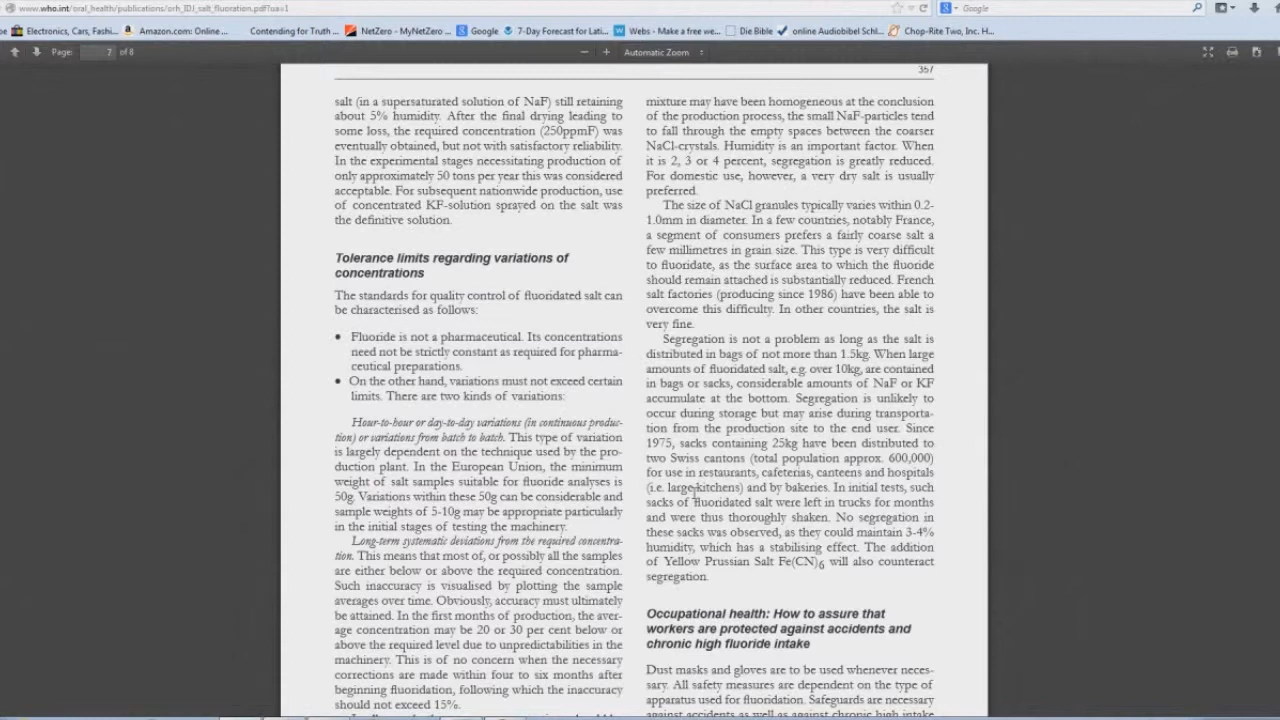 www.who.int/oral_health/publications/orh_IDJ_salt_fluoration.pdf?ua=1
Google
Electronics, Cars, Fashi...
Amazon.com: Online ...
Contending for Truth ...
NetZero - MyNetZero
Google
7-Day Forecast for Lati...
Webs - Make a free we...
Die Bible
online Audiobibel Schl...
Chop-Rite Two, Inc. H...
Page: 7 of 8
Automatic Zoom
357
salt (in a supersaturated solution of NaF) still retaining
about 5% humidity. After the final drying leading to
some loss, the required concentration (250ppmF) was
eventually obtained, but not with satisfactory reliability.
In the experimental stages necessitating production of
only approximately 50 tons per year this was considered
acceptable. For subsequent nationwide production, use
of concentrated KF-solution sprayed on the salt was
the definitive solution.
Tolerance limits regarding variations of
concentrations
The standards for quality control of fluoridated salt can
be characterised as follows:
• Fluoride is not a pharmaceutical. Its concentrations
need not be strictly constant as required for pharma-
ceutical preparations.
• On the other hand, variations must not exceed certain
limits. There are two kinds of variations:
Hour-to-hour or day-to-day variations (in continuous produc-
tion) or variations from batch to batch. This type of variation
is largely dependent on the technique used by the pro-
duction plant. In the European Union, the minimum
weight of salt samples suitable for fluoride analyses is
50g. Variations within these 50g can be considerable and
sample weights of 5-10g may be appropriate particularly
in the initial stages of testing the machinery.
Long-term systematic deviations from the required concentra-
tion. This means that most of, or possibly all the samples
are either below or above the required concentration.
Such inaccuracy is visualised by plotting the sample
averages over time. Obviously, accuracy must ultimately
be attained. In the first months of production, the aver-
age concentration may be 20 or 30 per cent below or
above the required level due to unpredictabilities in the
machinery. This is of no concern when the necessary
corrections are made within four to six months after
beginning fluoridation, following which the inaccuracy
should not exceed 15%.
mixture may have been homogeneous at the conclusion
of the production process, the small NaF-particles tend
to fall through the empty spaces between the coarser
NaCl-crystals. Humidity is an important factor. When
it is 2, 3 or 4 percent, segregation is greatly reduced.
For domestic use, however, a very dry salt is usually
preferred.
The size of NaCl granules typically varies within 0.2-
1.0mm in diameter. In a few countries, notably France,
a segment of consumers prefers a fairly coarse salt a
few millimetres in grain size. This type is very difficult
to fluoridate, as the surface area to which the fluoride
should remain attached is substantially reduced. French
salt factories (producing since 1986) have been able to
overcome this difficulty. In other countries, the salt is
very fine.
Segregation is not a problem as long as the salt is
distributed in bags of not more than 1.5kg. When large
amounts of fluoridated salt, e.g. over 10kg, are contained
in bags or sacks, considerable amounts of NaF or KF
accumulate at the bottom. Segregation is unlikely to
occur during storage but may arise during transporta-
tion from the production site to the end user. Since
1975, sacks containing 25kg have been distributed to
two Swiss cantons (total population approx. 600,000)
for use in restaurants, cafeterias, canteens and hospitals
(i.e. large kitchens) and by bakeries. In initial tests, such
sacks of fluoridated salt were left in trucks for months
and were thus thoroughly shaken. No segregation in
these sacks was observed, as they could maintain 3-4%
humidity, which has a stabilising effect. The addition
of Yellow Prussian Salt Fe(CN)6 will also counteract
segregation.
Occupational health: How to assure that
workers are protected against accidents and
chronic high fluoride intake
Dust masks and gloves are to be used whenever neces-
sary. All safety measures are dependent on the type of
apparatus used for fluoridation. Safeguards are necessary
against accidents as well as against chronic high intake